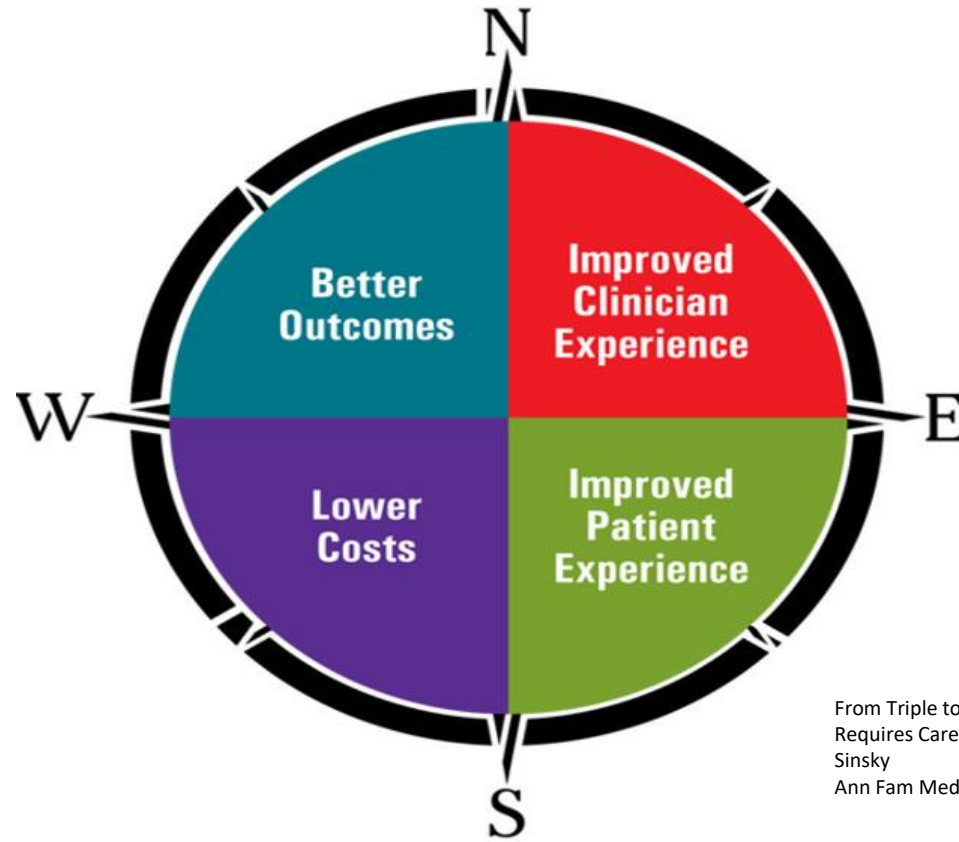 N
Better
Outcomes
Improved
Clinician
Experience
W
E
Lower
Costs
Improved
Patient
Experience
S
From Triple to
Requires Care
Sinsky
Ann Fam Med